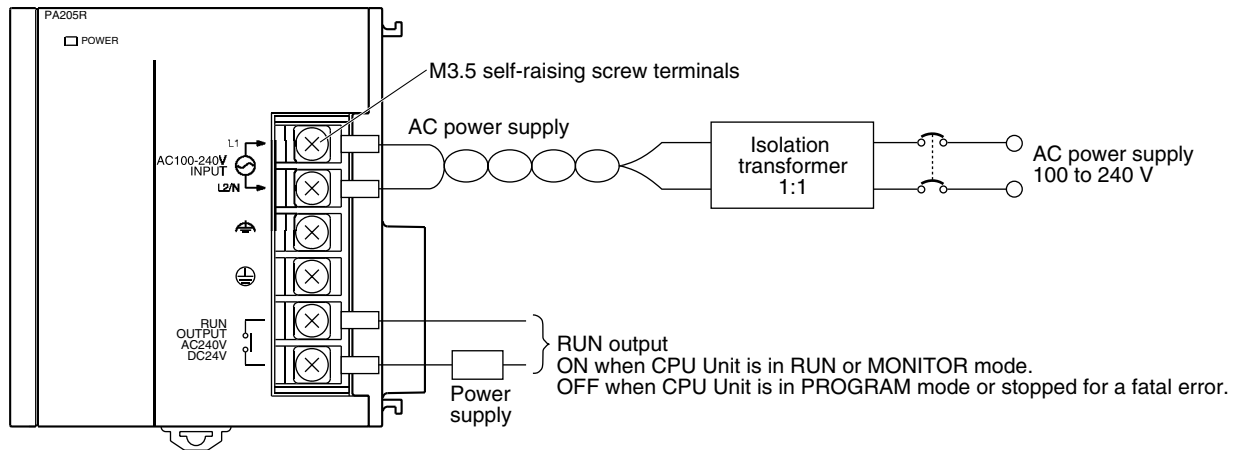 PA205R
POWER
M3.5 self-raising screw terminals
L1
AC100-240V
INPUT
L2/N
AC power supply
Isolation
transformer
1:1
AC power supply
100 to 240 V
RUN
OUTPUT
AC240V
DC24V
Power
supply
RUN output
ON when CPU Unit is in RUN or MONITOR mode.
OFF when CPU Unit is in PROGRAM mode or stopped for a fatal error.